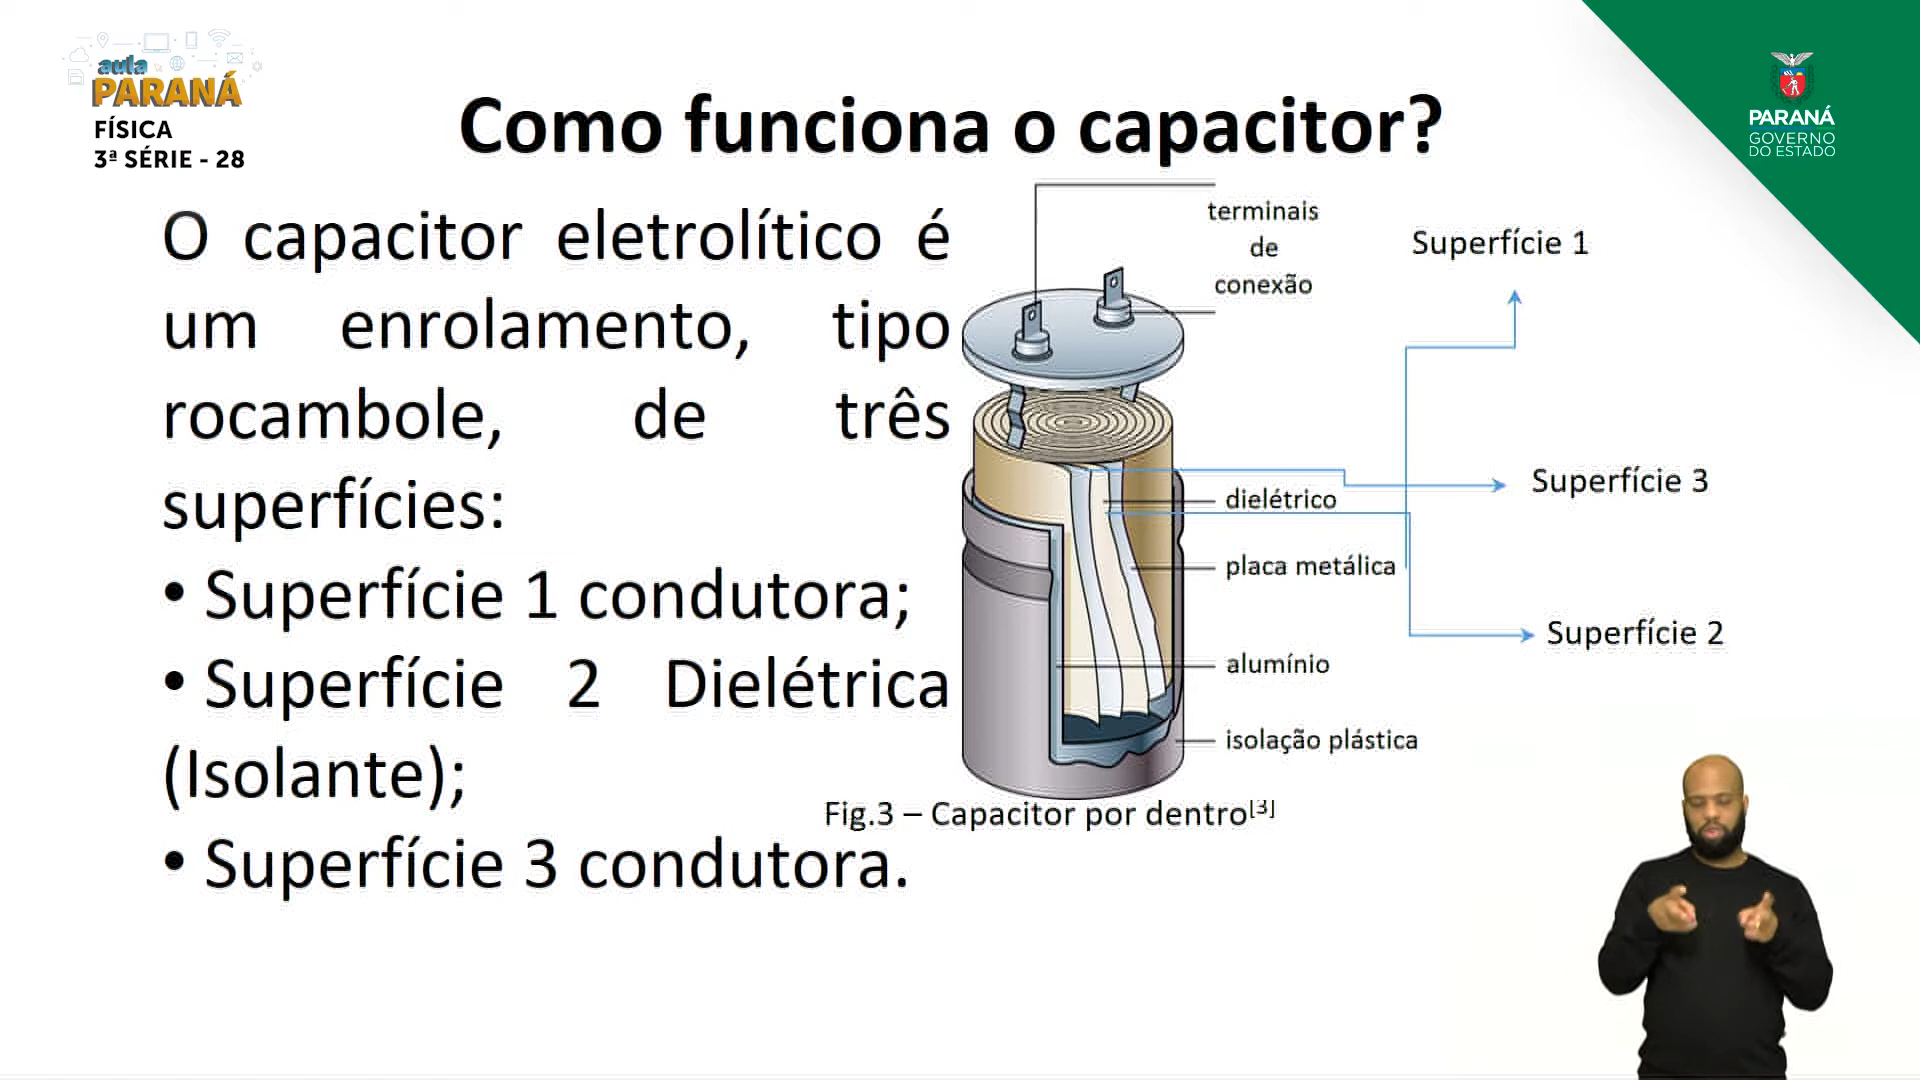 aula
PARANÁ
FÍSICA
3ª SÉRIE - 28
PARANÁ
GOVERNO
DO ESTADO
Como funciona o capacitor?
O capacitor eletrolítico é
um enrolamento, tipo
rocambole, de três
superfícies:
• Superfície 1 condutora;
• Superfície 2 Dielétrica
(Isolante);
• Superfície 3 condutora.
terminais
de
conexão
Superfície 1
Superfície 3
dielétrico
placa metálica
Superfície 2
alumínio
isolação plástica
Fig.3 – Capacitor por dentro[3]